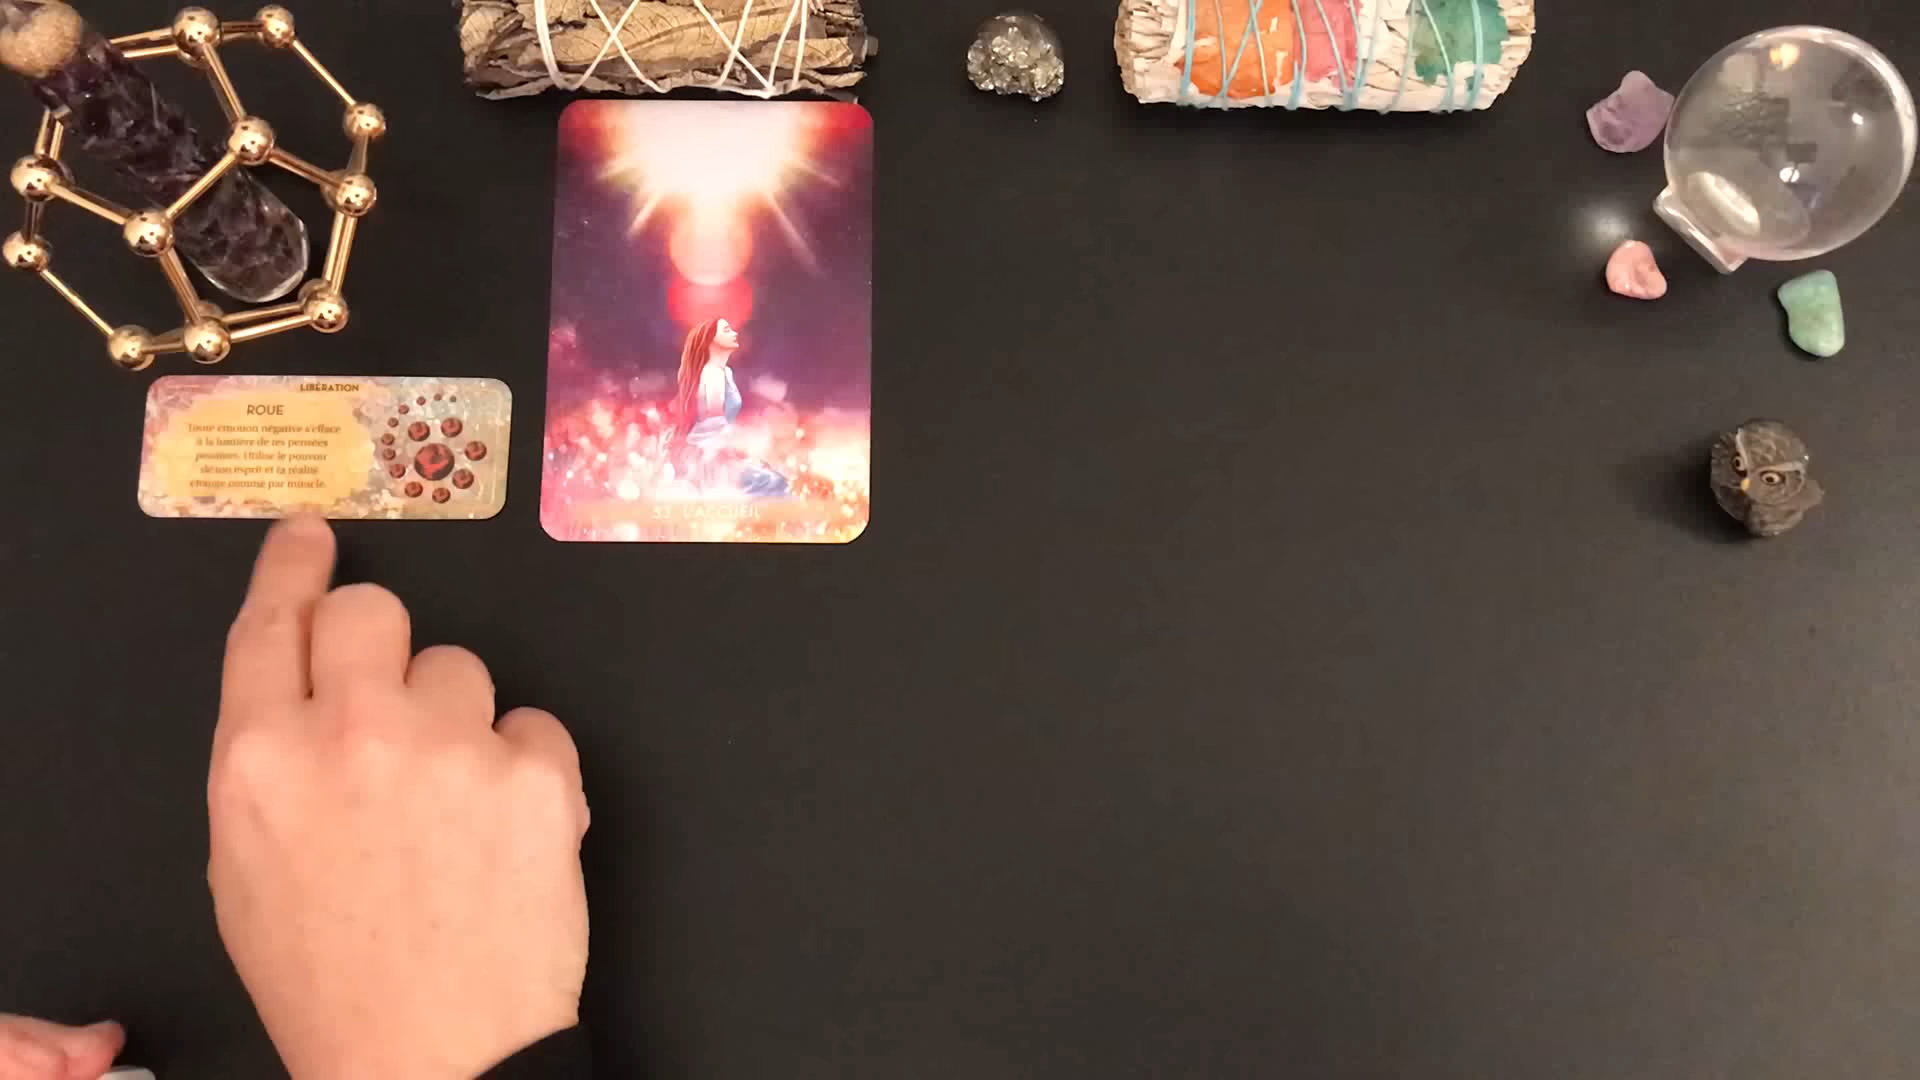 LIBÉRATION
ROUE
Toute émotion négative s'efface
à la lumière de tes pensées
positives. Utilise le pouvoir
de ton esprit et ta réalité
change comme par miracle.
33. L'ACCUEIL